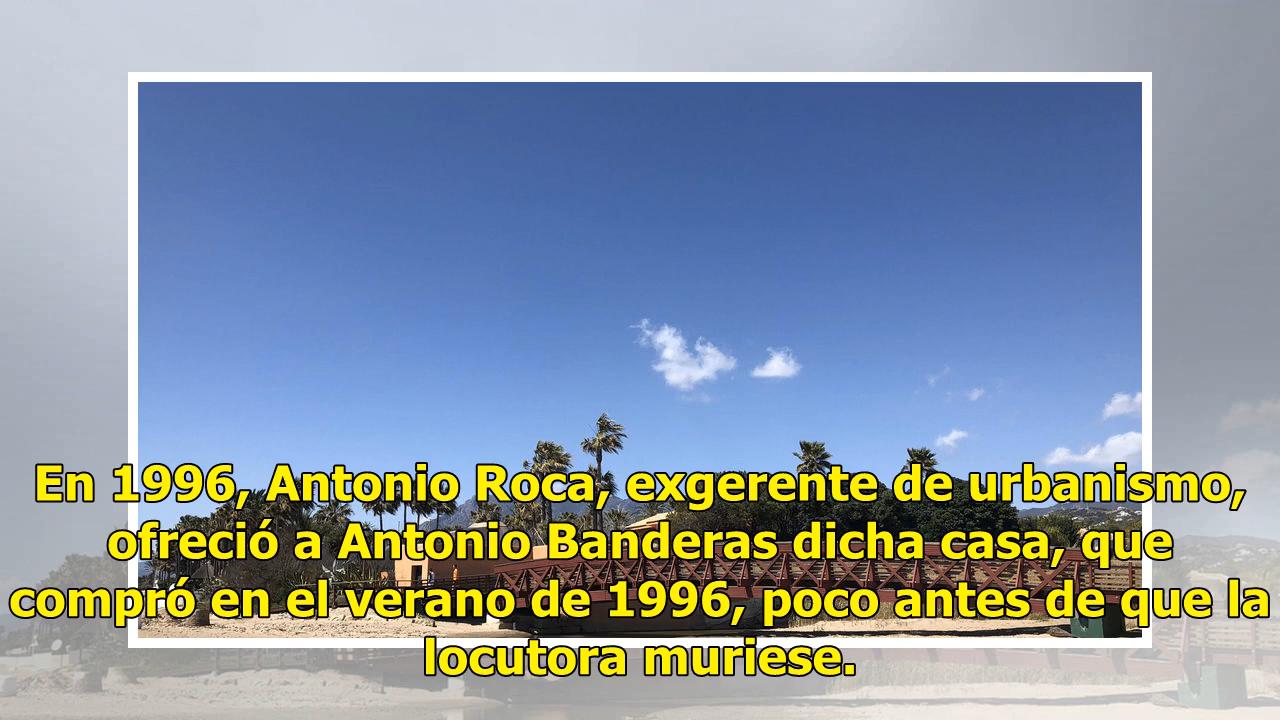 En 1996, Antonio Roca, exgerente de urbanismo,
ofreció a Antonio Banderas dicha casa, que
compró en el verano de 1996, poco antes de que la
locutora muriese.